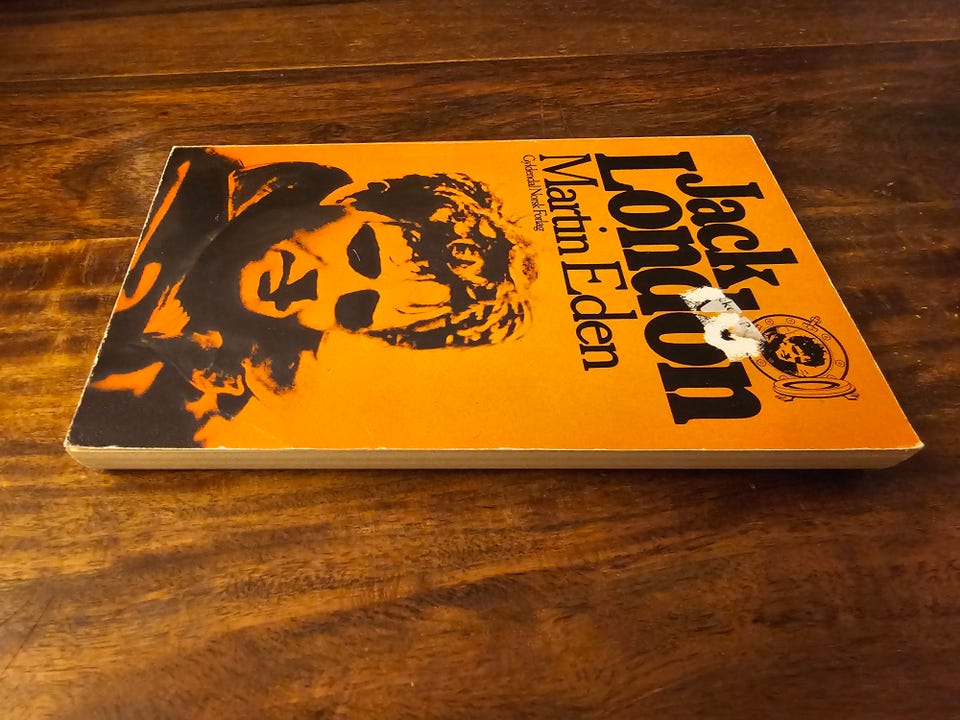 Jack
London
Martin Eden
Gyldendal Norsk Forlag